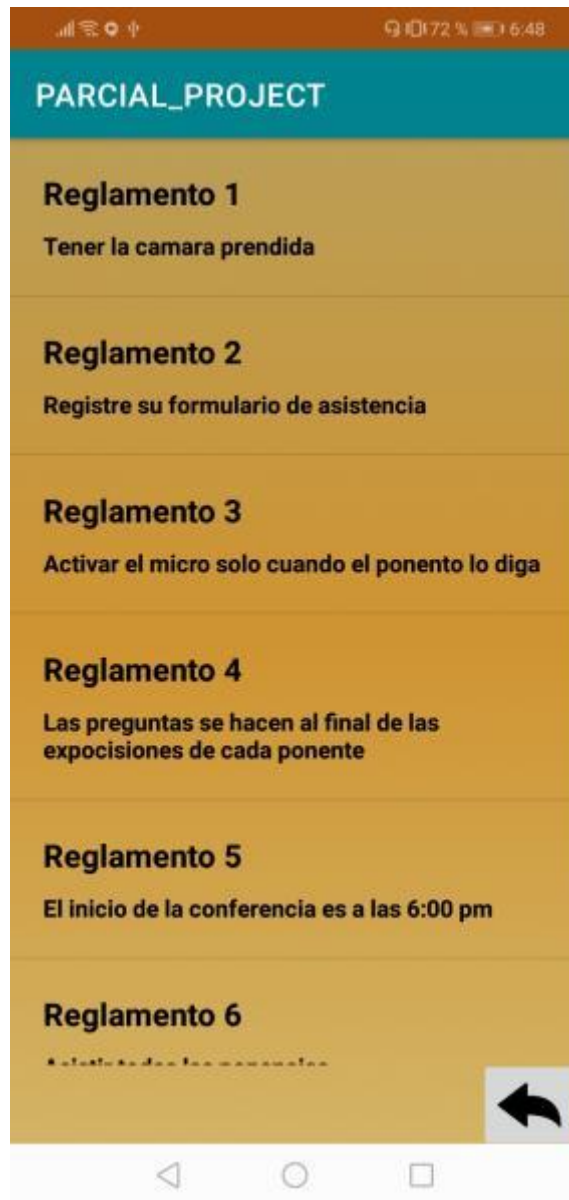 72 % 6:48
PARCIAL_PROJECT
Reglamento 1
Tener la camara prendida
Reglamento 2
Registre su formulario de asistencia
Reglamento 3
Activar el micro solo cuando el ponento lo diga
Reglamento 4
Las preguntas se hacen al final de las
expocisiones de cada ponente
Reglamento 5
El inicio de la conferencia es a las 6:00 pm
Reglamento 6